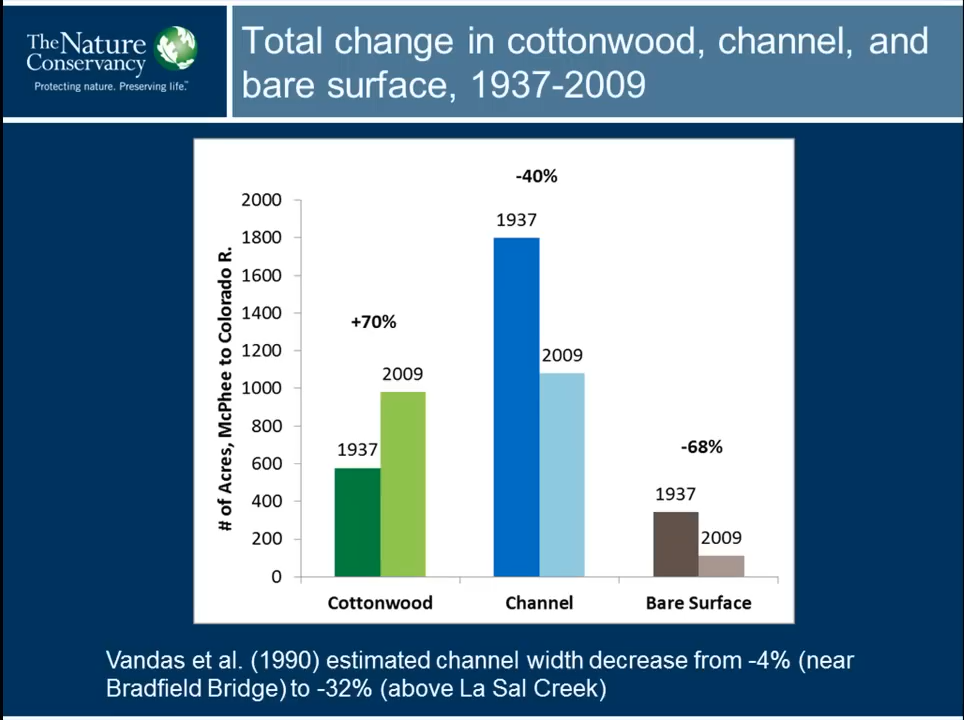 The Nature
Conservancy
Protecting nature. Preserving life.™
Total change in cottonwood, channel, and
bare surface, 1937-2009
# of Acres, McPhee to Colorado R.
2000
1800
1600
1400
1200
1000
800
600
400
200
0
+70%
1937
2009
-40%
1937
2009
-68%
1937
2009
Cottonwood
Channel
Bare Surface
Vandas et al. (1990) estimated channel width decrease from -4% (near
Bradfield Bridge) to -32% (above La Sal Creek)